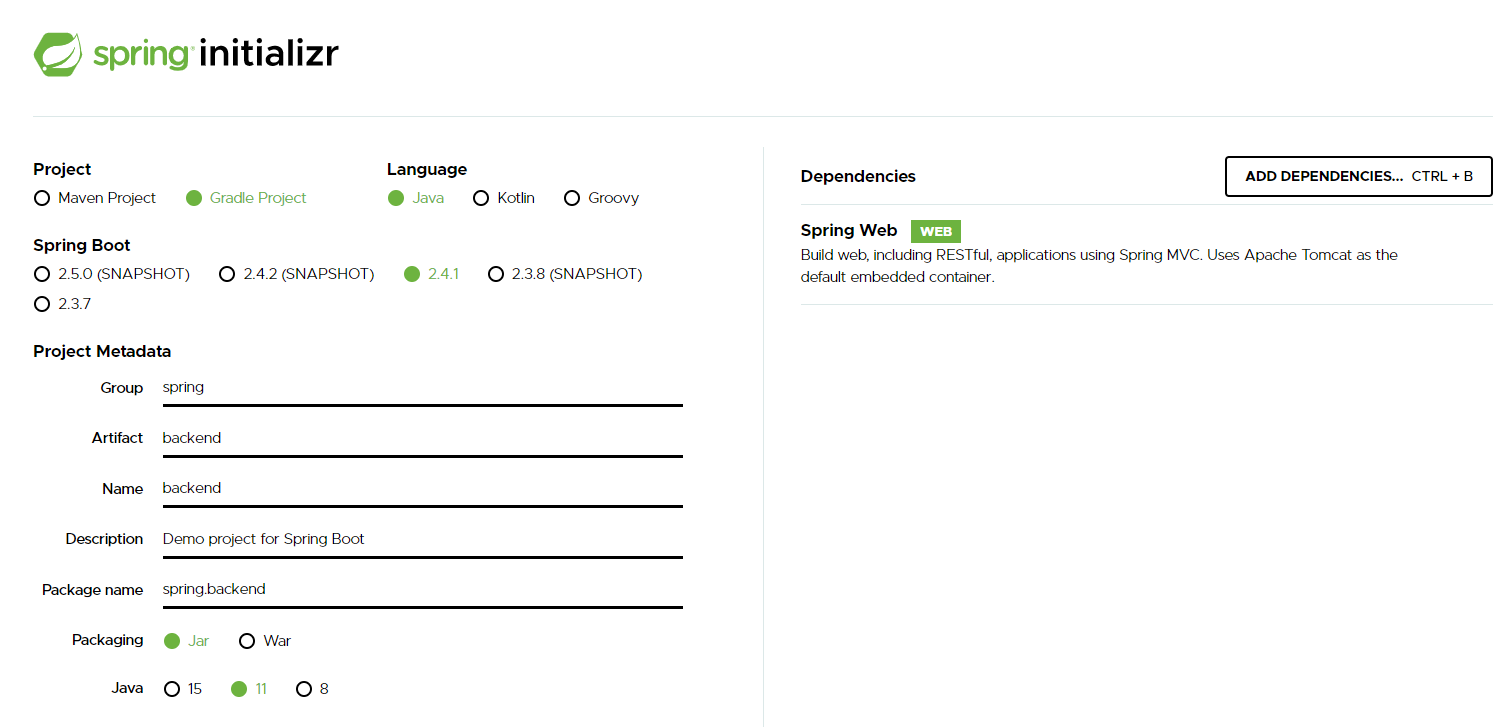 spring initializr
Project
Maven Project Gradle Project
Language
Java Kotlin Groovy
Spring Boot
2.5.0 (SNAPSHOT) 2.4.2 (SNAPSHOT) 2.4.1 2.3.8 (SNAPSHOT)
2.3.7
Project Metadata
Group spring
Artifact backend
Name backend
Description Demo project for Spring Boot
Package name spring.backend
Packaging Jar War
Java 15 11 8
Dependencies
ADD DEPENDENCIES... CTRL + B
Spring Web WEB
Build web, including RESTful, applications using Spring MVC. Uses Apache Tomcat as the
default embedded container.